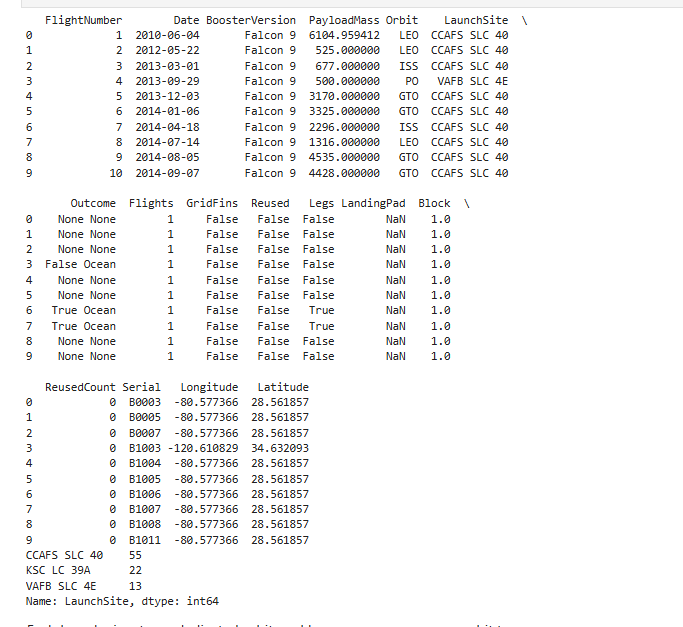 FlightNumber Date BoosterVersion PayloadMass Orbit LaunchSite \
0 1 2010-06-04 Falcon 9 6104.959412 LEO CCAFS SLC 40
1 2 2012-05-22 Falcon 9 525.000000 LEO CCAFS SLC 40
2 3 2013-03-01 Falcon 9 677.000000 ISS CCAFS SLC 40
3 4 2013-09-29 Falcon 9 500.000000 PO VAFB SLC 4E
4 5 2013-12-03 Falcon 9 3170.000000 GTO CCAFS SLC 40
5 6 2014-01-06 Falcon 9 3325.000000 GTO CCAFS SLC 40
6 7 2014-04-18 Falcon 9 2296.000000 ISS CCAFS SLC 40
7 8 2014-07-14 Falcon 9 1316.000000 LEO CCAFS SLC 40
8 9 2014-08-05 Falcon 9 4535.000000 GTO CCAFS SLC 40
9 10 2014-09-07 Falcon 9 4428.000000 GTO CCAFS SLC 40
Outcome Flights GridFins Reused Legs LandingPad Block \
0 None None 1 False False False NaN 1.0
1 None None 1 False False False NaN 1.0
2 None None 1 False False False NaN 1.0
3 False Ocean 1 False False False NaN 1.0
4 None None 1 False False False NaN 1.0
5 None None 1 False False False NaN 1.0
6 True Ocean 1 False False True NaN 1.0
7 True Ocean 1 False False True NaN 1.0
8 None None 1 False False False NaN 1.0
9 None None 1 False False False NaN 1.0
ReusedCount Serial Longitude Latitude
0 0 B0003 -80.577366 28.561857
1 0 B0005 -80.577366 28.561857
2 0 B0007 -80.577366 28.561857
3 0 B1003 -120.610829 34.632093
4 0 B1004 -80.577366 28.561857
5 0 B1005 -80.577366 28.561857
6 0 B1006 -80.577366 28.561857
7 0 B1007 -80.577366 28.561857
8 0 B1008 -80.577366 28.561857
9 0 B1011 -80.577366 28.561857
CCAFS SLC 40 55
KSC LC 39A 22
VAFB SLC 4E 13
Name: LaunchSite, dtype: int64